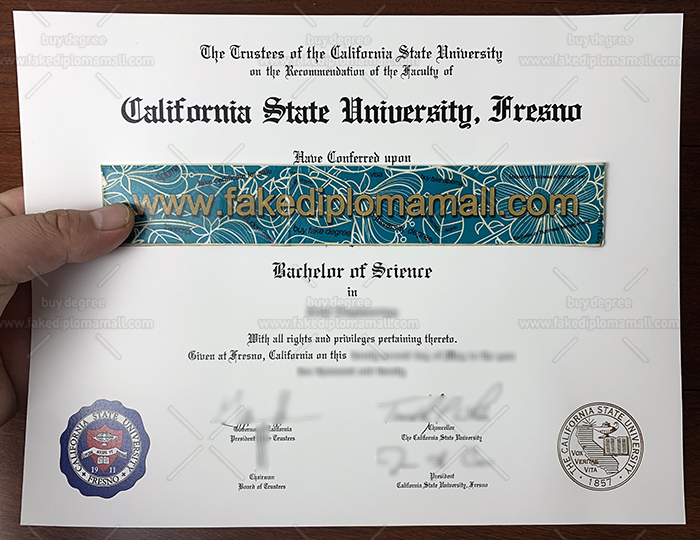 The Trustees of the California State University
on the Recommendation of the Faculty of
California State University, Fresno
Have Conferred upon
www.fakediplomamall.com
buy fake degree
Bachelor of Science
in
With all rights and privileges pertaining thereto.
Given at Fresno, California on this
Governor of California
President of Trustees
Chancellor
The California State University
Chairman
Board of Trustees
President
California State University, Fresno
CALIFORNIA STATE UNIVERSITY
1911
FRESNO
THE CALIFORNIA STATE UNIVERSITY
VOX
VERITAS
VITA
1857
buydegree
www.fakediplomamall.com